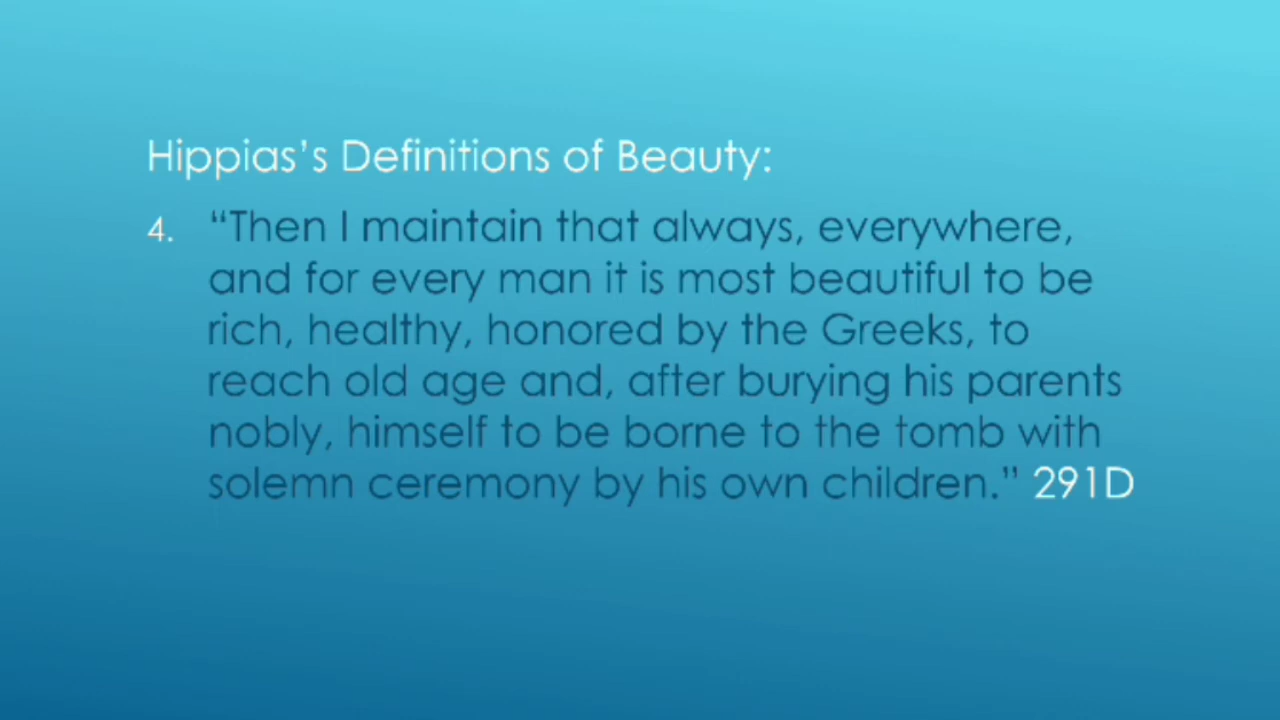 Hippias’s Definitions of Beauty:
4. “Then I maintain that always, everywhere,
and for every man it is most beautiful to be
rich, healthy, honored by the Greeks, to
reach old age and, after burying his parents
nobly, himself to be borne to the tomb with
solemn ceremony by his own children.” 291D